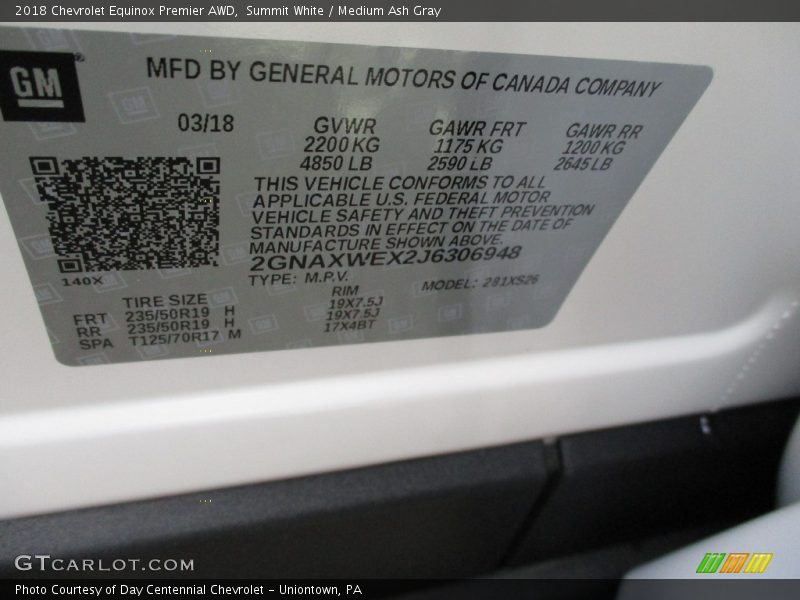 2018 Chevrolet Equinox Premier AWD, Summit White / Medium Ash Gray
GM
MFD BY GENERAL MOTORS OF CANADA COMPANY
03/18 GVWR GAWR FRT GAWR RR
2200 KG 1175 KG 1200 KG
4850 LB 2590 LB 2645 LB
THIS VEHICLE CONFORMS TO ALL
APPLICABLE U.S. FEDERAL MOTOR
VEHICLE SAFETY AND THEFT PREVENTION
STANDARDS IN EFFECT ON THE DATE OF
MANUFACTURE SHOWN ABOVE.
2GNAXWEX2J6306948
140X TYPE: M.P.V. MODEL: 281XS26
TIRE SIZE RIM
FRT 235/50R19 H 19X7.5J
RR 235/50R19 H 19X7.5J
SPA T125/70R17 M 17X4BT
GTCARLOT.COM
Photo Courtesy of Day Centennial Chevrolet - Uniontown, PA